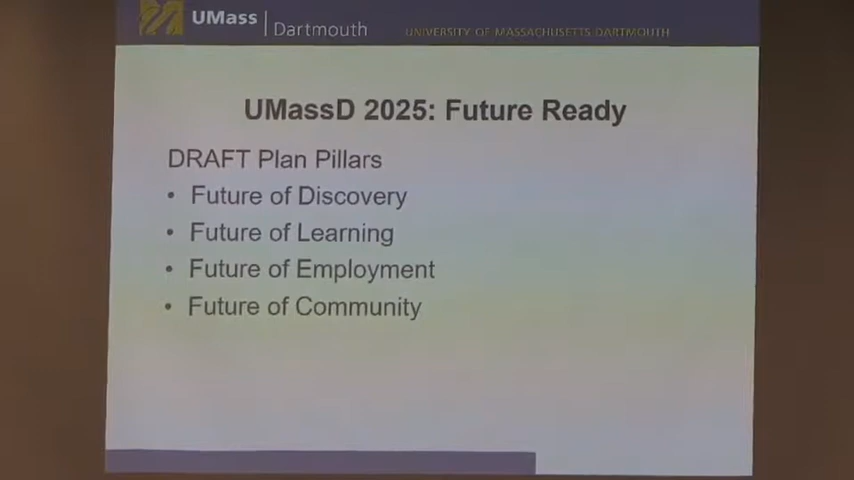 UMass
Dartmouth
UNIVERSITY OF MASSACHUSETTS DARTMOUTH
UMassD 2025: Future Ready
DRAFT Plan Pillars
• Future of Discovery
• Future of Learning
• Future of Employment
• Future of Community